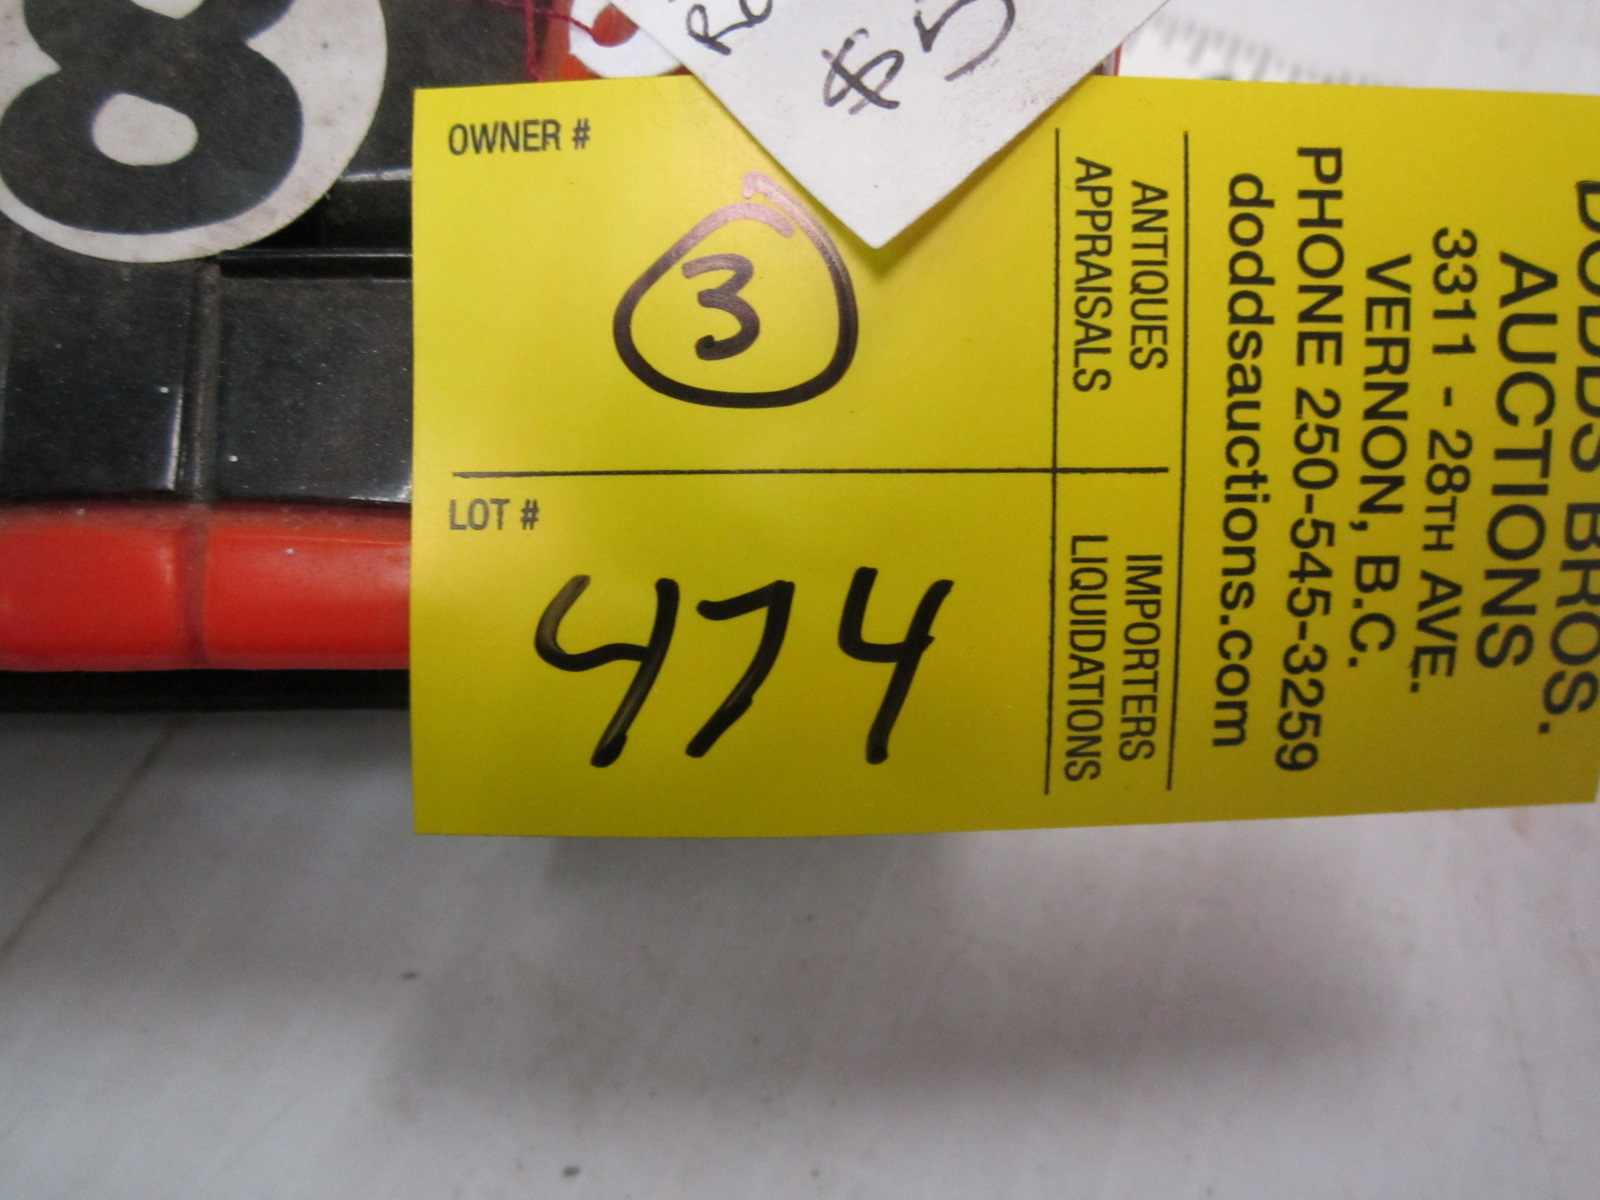 8
$5
OWNER #
3
LOT #
474
ANTIQUES IMPORTERS
APPRAISALS LIQUIDATIONS
DODDS BROS.
AUCTIONS
3311 - 28TH AVE.
VERNON, B.C.
PHONE 250-545-3259
doddsauctions.com